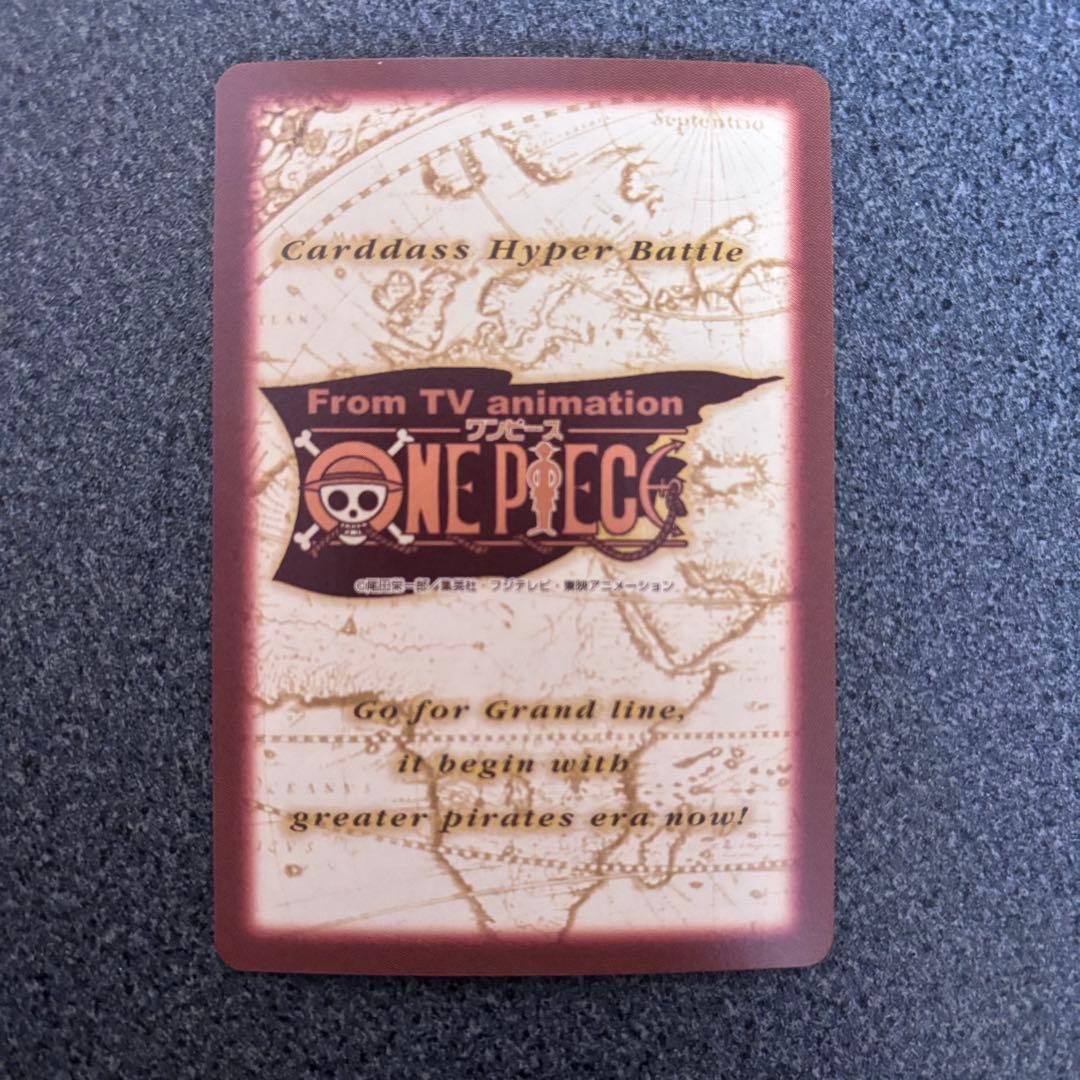 Septentrio
Carddass Hyper Battle
From TV animation
ワンピース
ONE PIECE
©尾田栄一郎/集英社・フジテレビ・東映アニメーション
Go for Grand line,
it begin with
greater pirates era now!